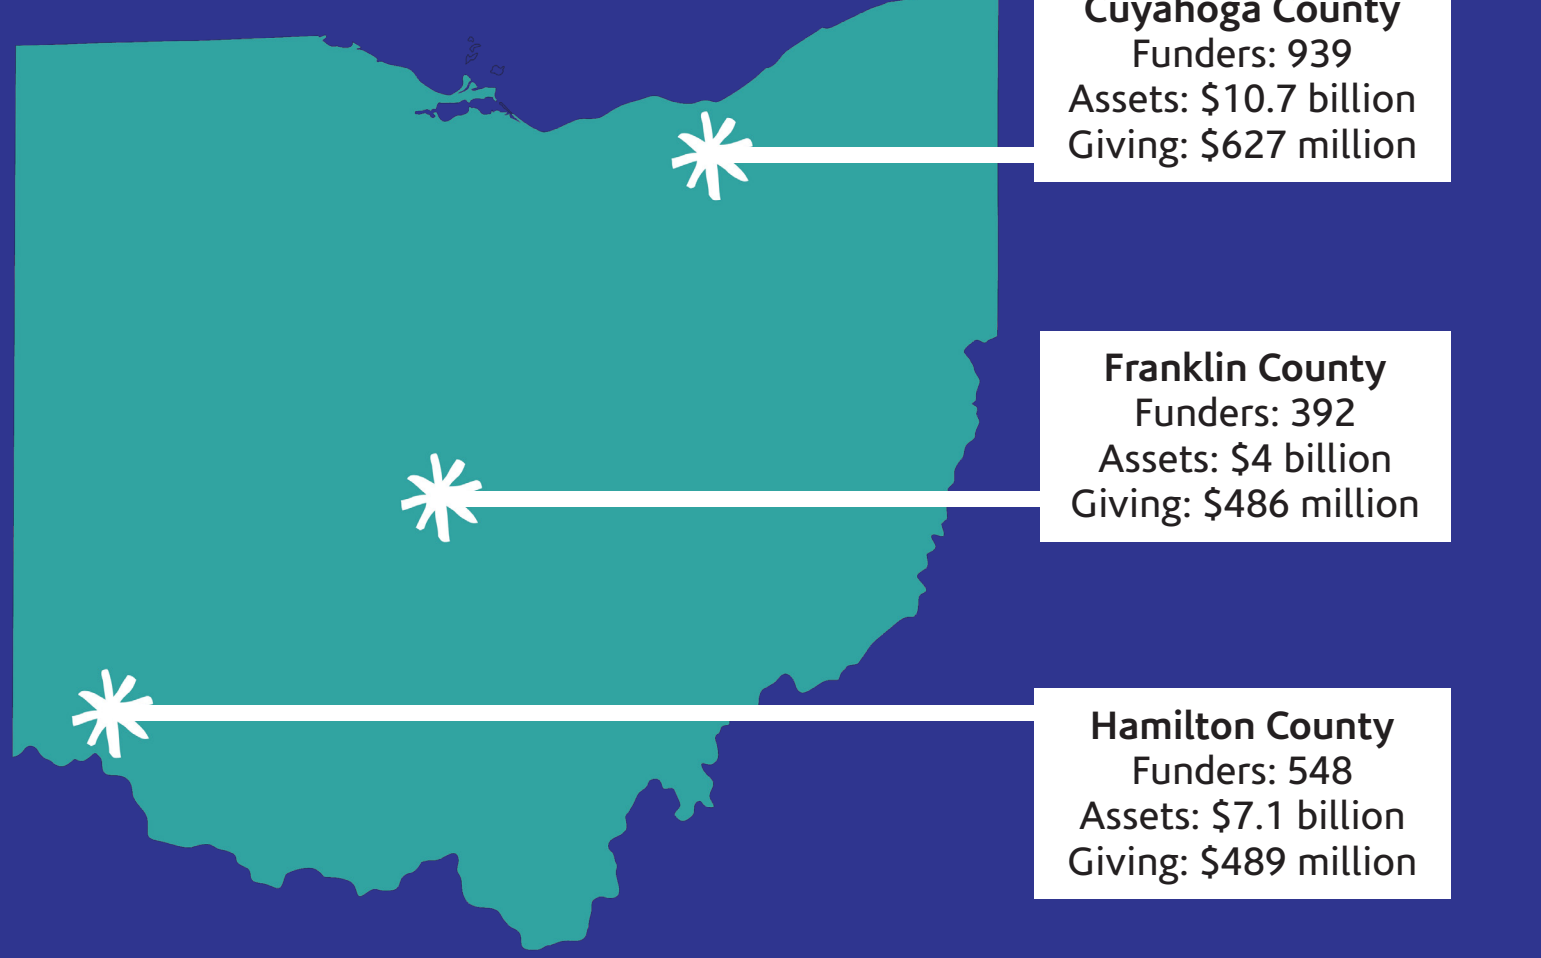 Cuyahoga County
Funders: 939
Assets: $10.7 billion
Giving: $627 million
Franklin County
Funders: 392
Assets: $4 billion
Giving: $486 million
Hamilton County
Funders: 548
Assets: $7.1 billion
Giving: $489 million